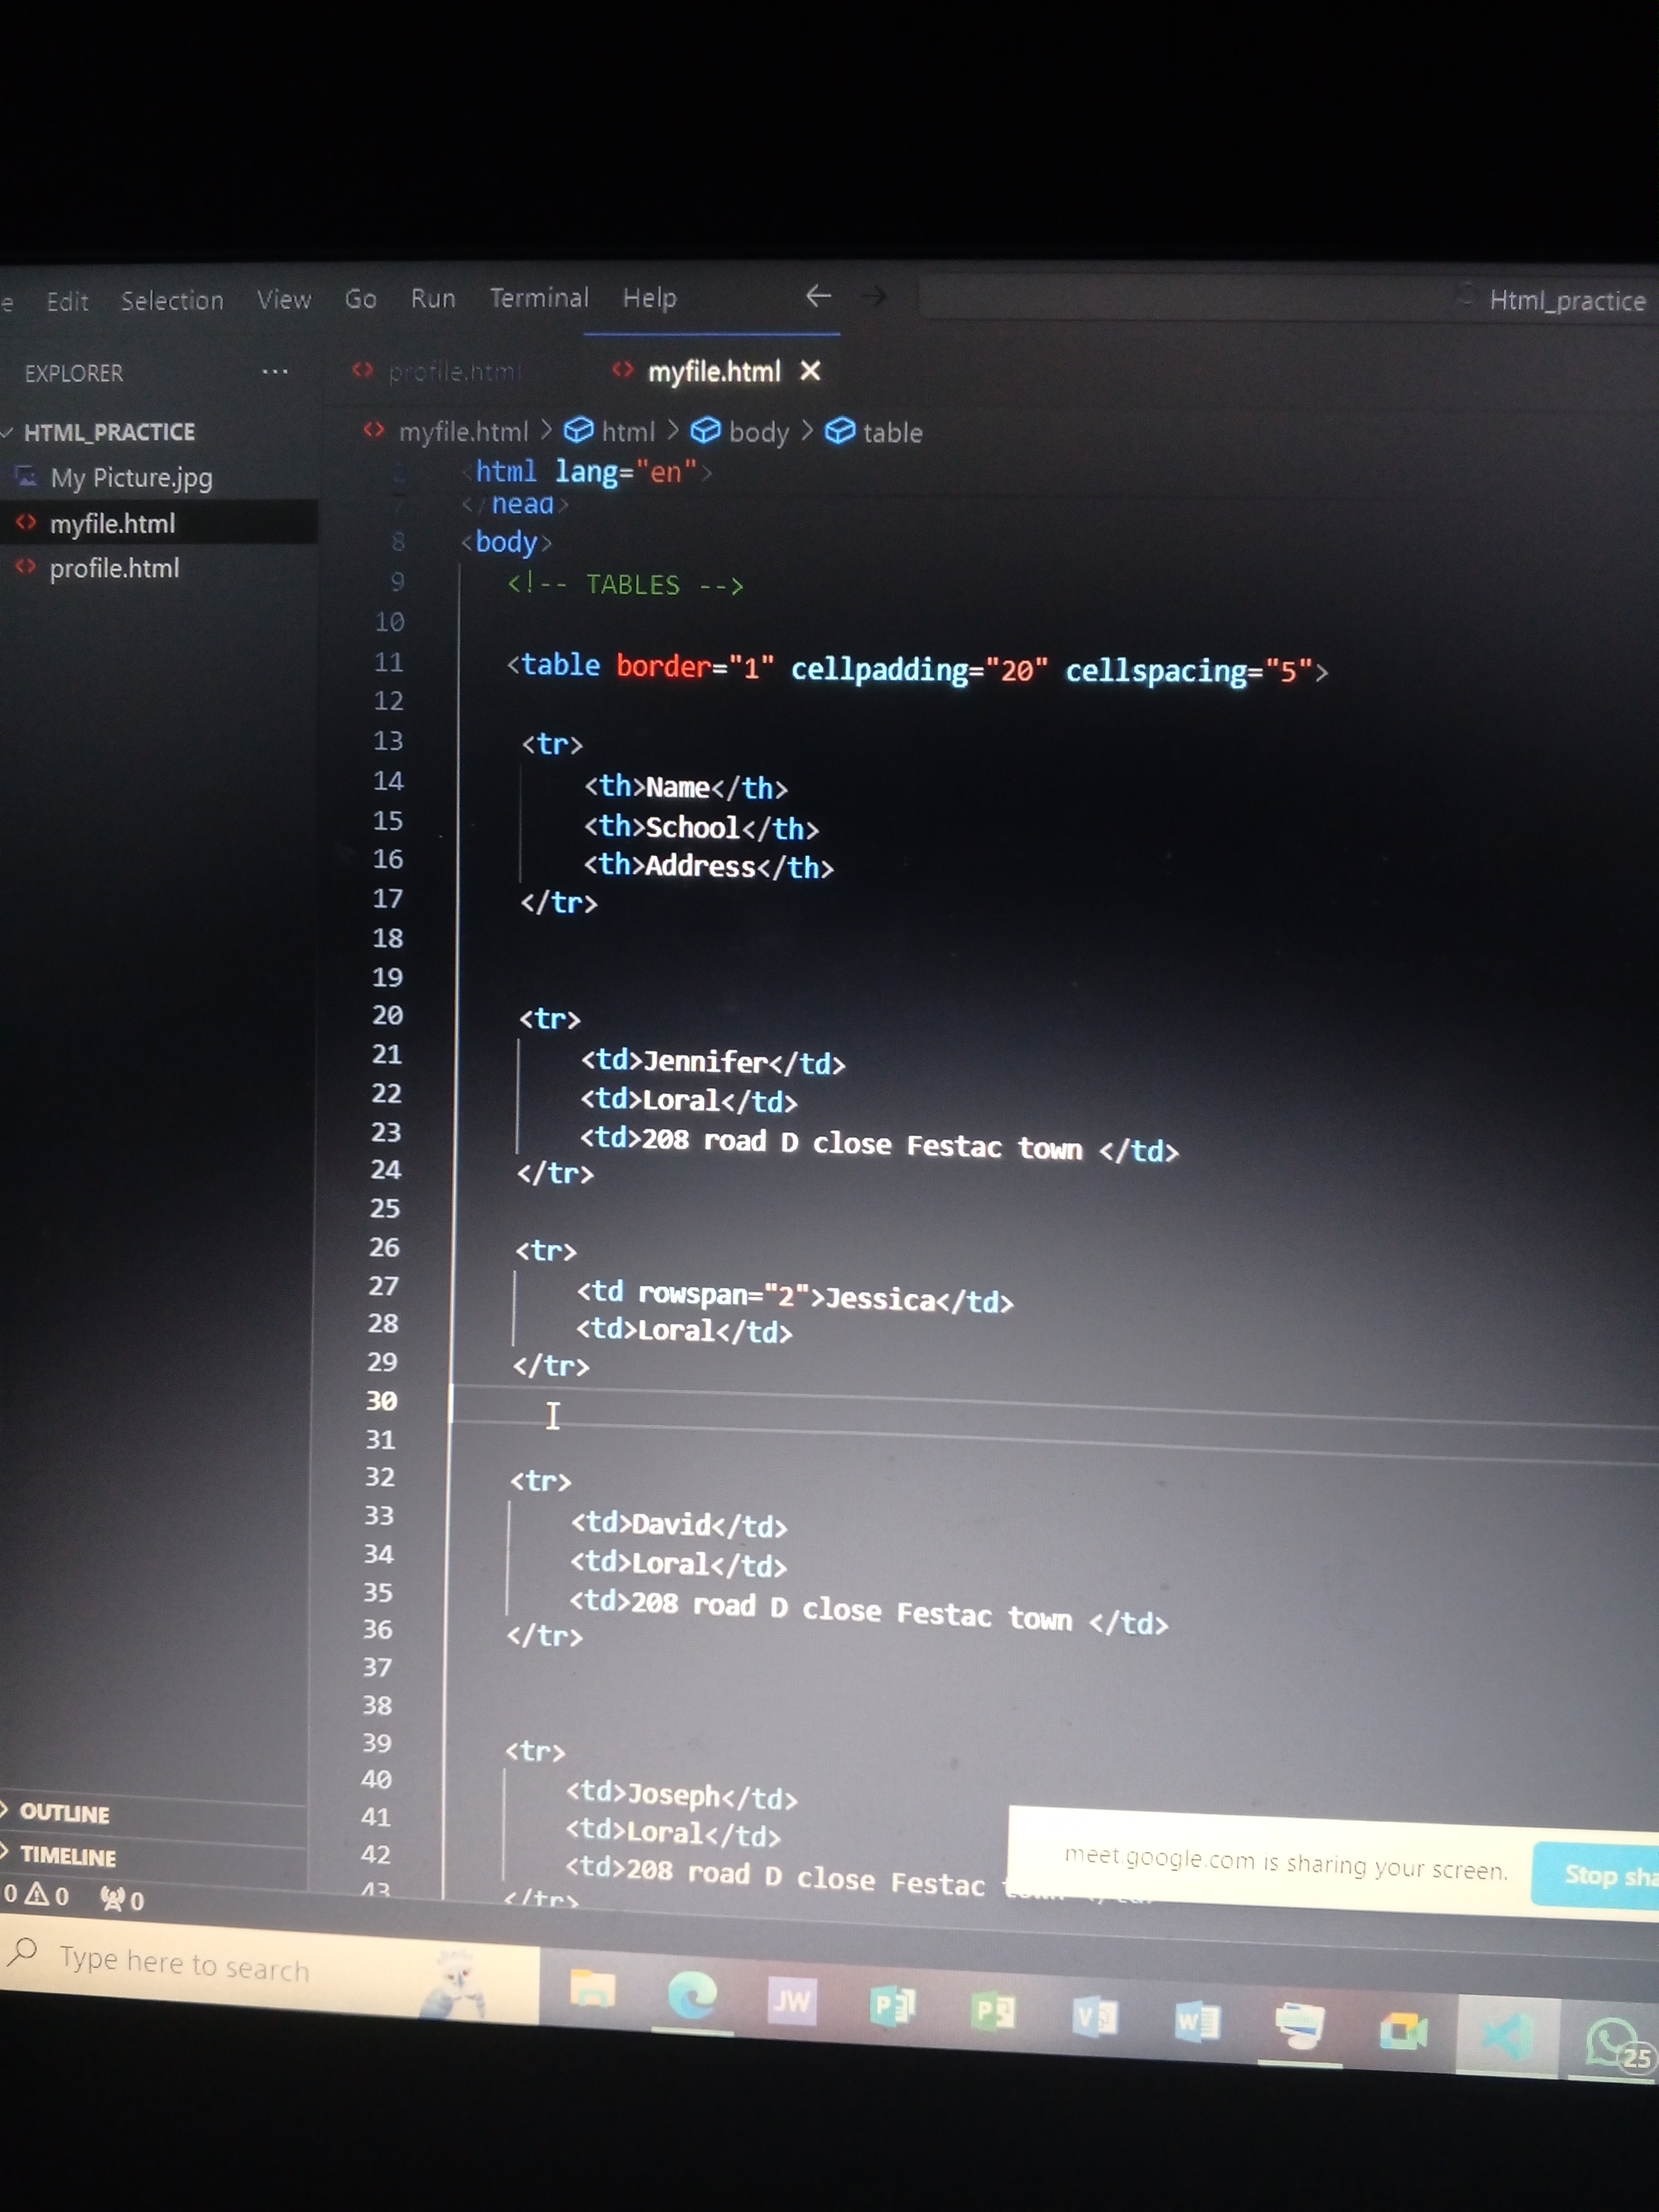 Edit Selection View Go Run Terminal Help Html_practice
EXPLORER ... profile.html myfile.html
HTML_PRACTICE
My Picture.jpg
myfile.html
profile.html
myfile.html > html > body > table
<html lang="en">
</head>
8 <body>
9 <!-- TABLES -->
10
11 <table border="1" cellpadding="20" cellspacing="5">
12
13 <tr>
14 <th>Name</th>
15 <th>School</th>
16 <th>Address</th>
17 </tr>
18
19
20 <tr>
21 <td>Jennifer</td>
22 <td>Loral</td>
23 <td>208 road D close Festac town </td>
24 </tr>
25
26 <tr>
27 <td rowspan="2">Jessica</td>
28 <td>Loral</td>
29 </tr>
30
31
32 <tr>
33 <td>David</td>
34 <td>Loral</td>
35 <td>208 road D close Festac town </td>
36 </tr>
37
38
39 <tr>
40 <td>Joseph</td>
41 <td>Loral</td>
42 <td>208 road D close Festac
43 </tr>
OUTLINE
TIMELINE
0 0 0
meet.google.com is sharing your screen.
Stop sha
Type here to search
JW
25